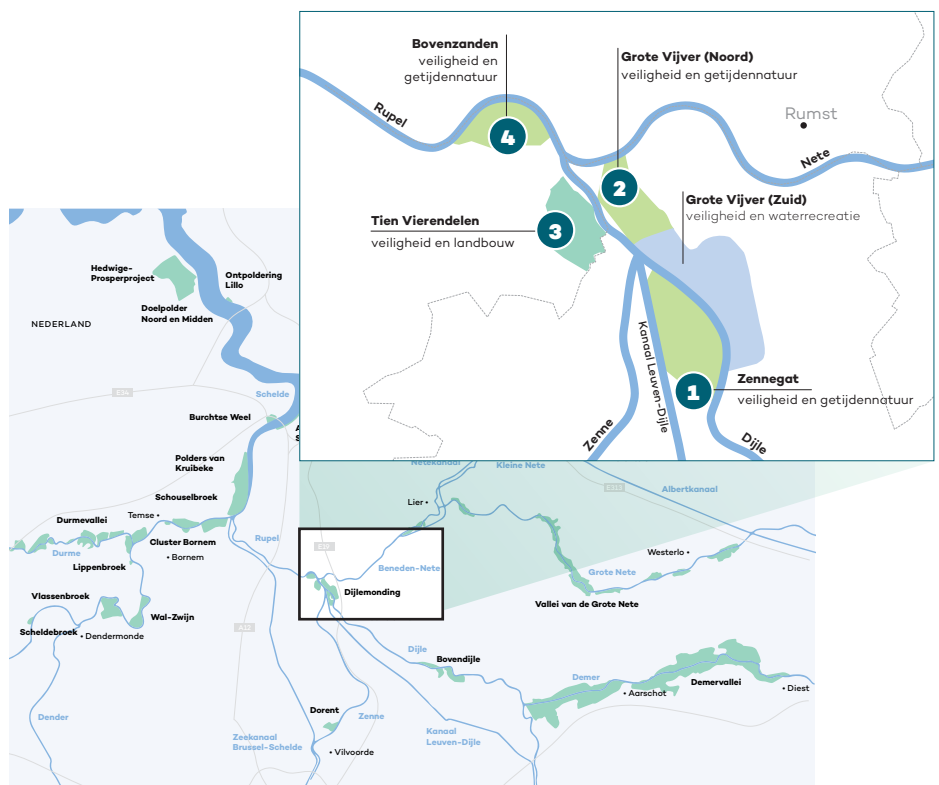 Bovenzanden
veiligheid en
getijdennatuur
Grote Vijver (Noord)
veiligheid en getijdennatuur
Rupel
Rumst
Nete
4
2
Grote Vijver (Zuid)
veiligheid en waterrecreatie
Tien Vierendelen
veiligheid en landbouw
3
Kanaal Leuven-Dijle
Zennegat
veiligheid en getijdennatuur
1
Zenne
Dijle
Hedwige-
Prosperproject
Ontpoldering
Lillo
Doelpolder
Noord en Midden
NEDERLAND
E34
Schelde
Burchtse Weel
Polders van
Kruibeke
Schouselbroek
Temse
Durmevallei
Durme
Cluster Bornem
Bornem
Lippenbroek
Vlassenbroek
Wal-Zwijn
Scheldebroek
Dendermonde
Dender
Rupel
A12
Zeekanaal
Brussel-Schelde
Netekanaal
Kleine Nete
Lier
E313
Albertkanaal
E19
Beneden-Nete
Dijlemonding
Westerlo
Grote Nete
Vallei van de Grote Nete
Dijle
Bovendijle
Demer
Aarschot
Demervallei
Diest
Dorent
Zenne
Vilvoorde
Kanaal
Leuven-Dijle